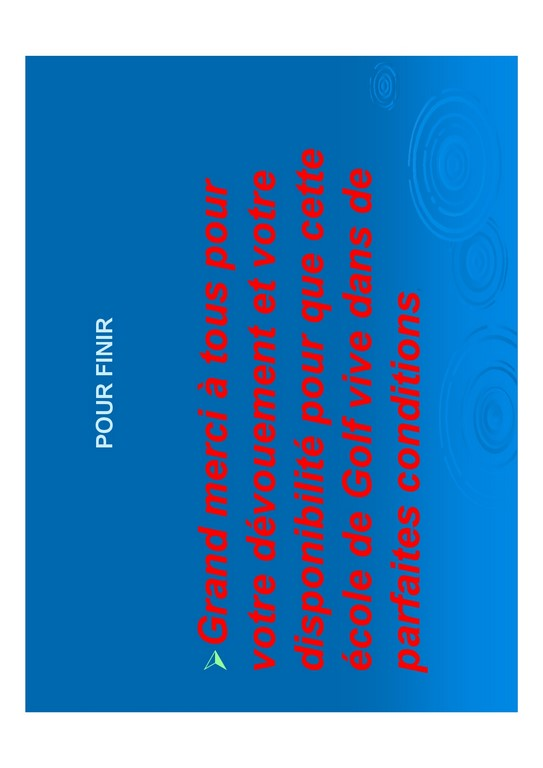 POUR FINIR
Grand merci à tous pour
votre dévouement et votre
disponibilité pour que cette
école de Golf vive dans de
parfaites conditions